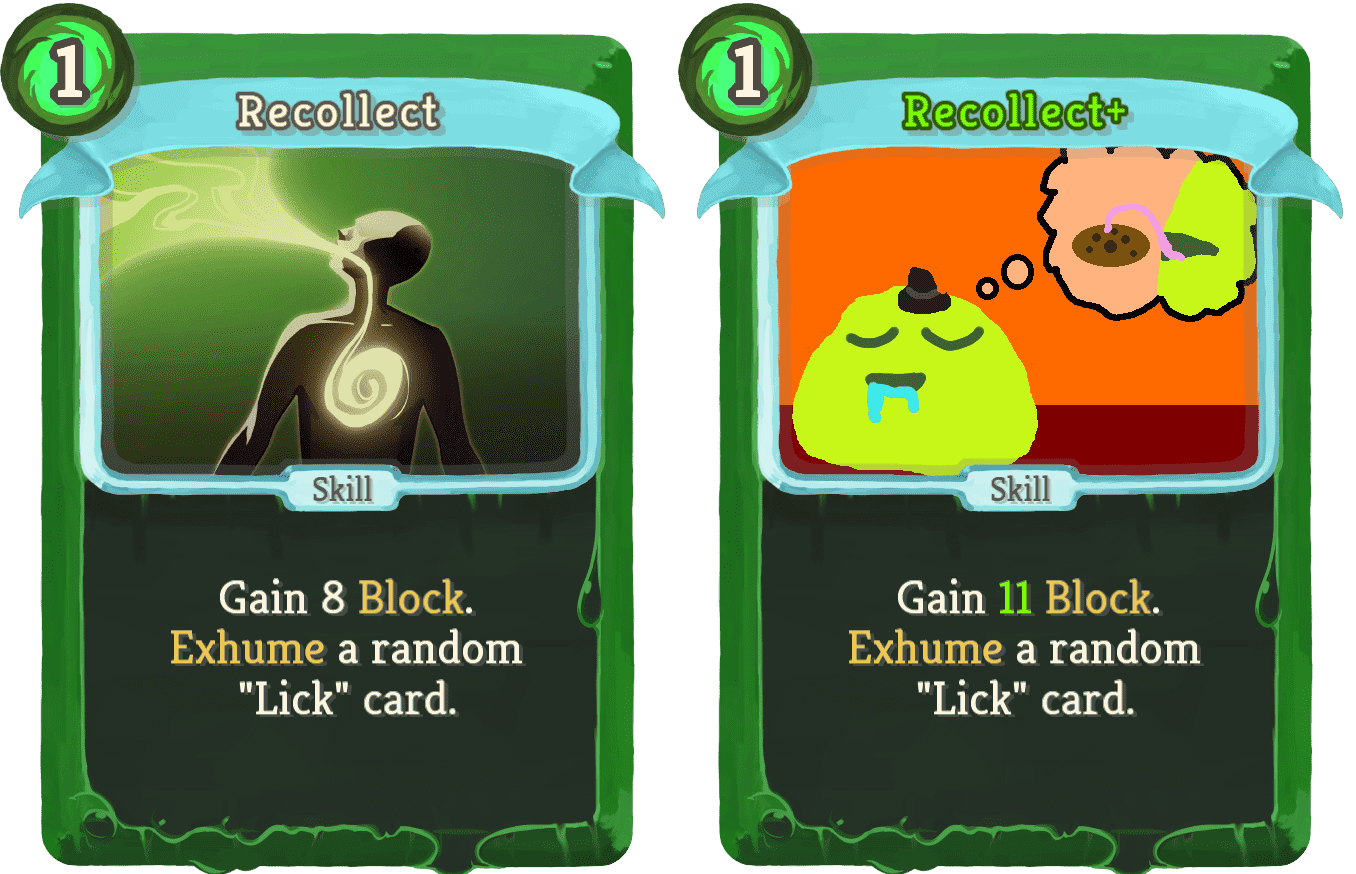 1
Recollect
Skill
Gain 8 Block.
Exhume a random
"Lick" card.
1
Recollect+
Skill
Gain 11 Block.
Exhume a random
"Lick" card.